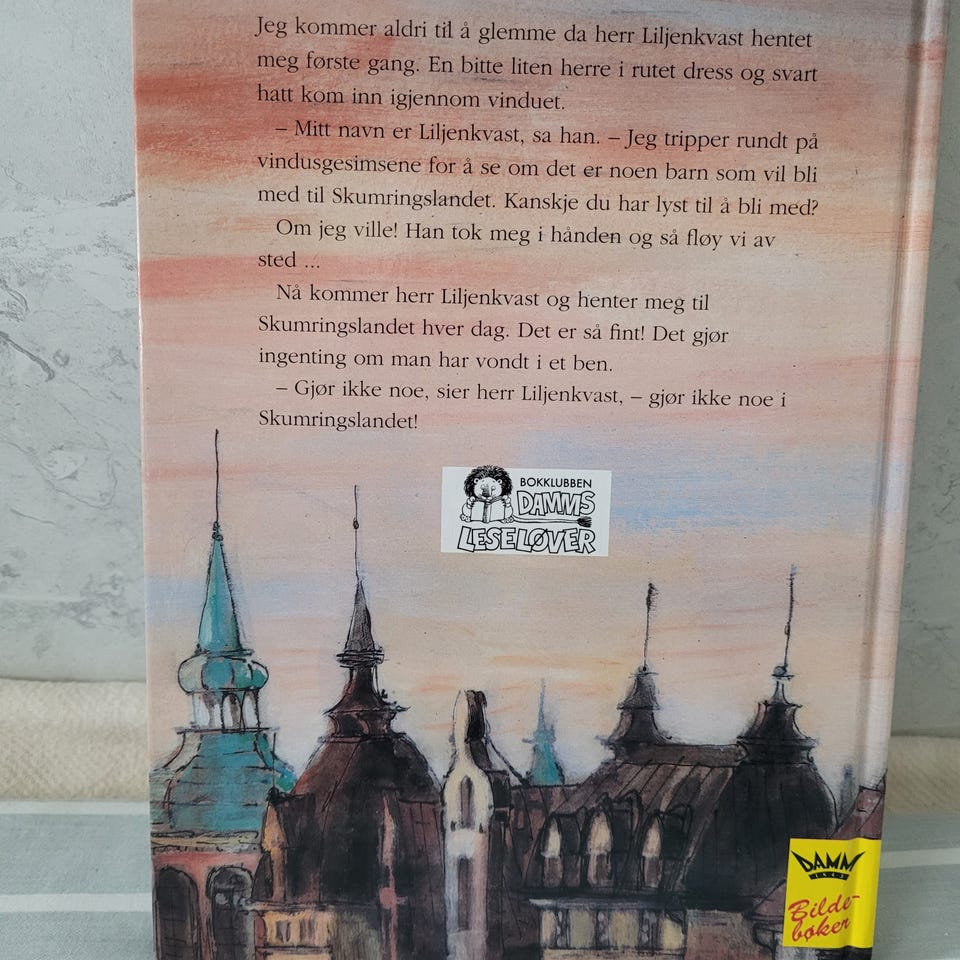 Jeg kommer aldri til å glemme da herr Liljenkvast hentet
meg første gang. En bitte liten herre i rutet dress og svart
hatt kom inn igjennom vinduet.
– Mitt navn er Liljenkvast, sa han. – Jeg tripper rundt på
vindusgesimsene for å se om det er noen barn som vil bli
med til Skumringslandet. Kanskje du har lyst til å bli med?
Om jeg ville! Han tok meg i hånden og så fløy vi av
sted ...
Nå kommer herr Liljenkvast og henter meg til
Skumringslandet hver dag. Det er så fint! Det gjør
ingenting om man har vondt i et ben.
– Gjør ikke noe, sier herr Liljenkvast, – gjør ikke noe i
Skumringslandet!
BOKKLUBBEN
DAMMS
LESELØVER
DAMM
1843
Bilde-
bøker